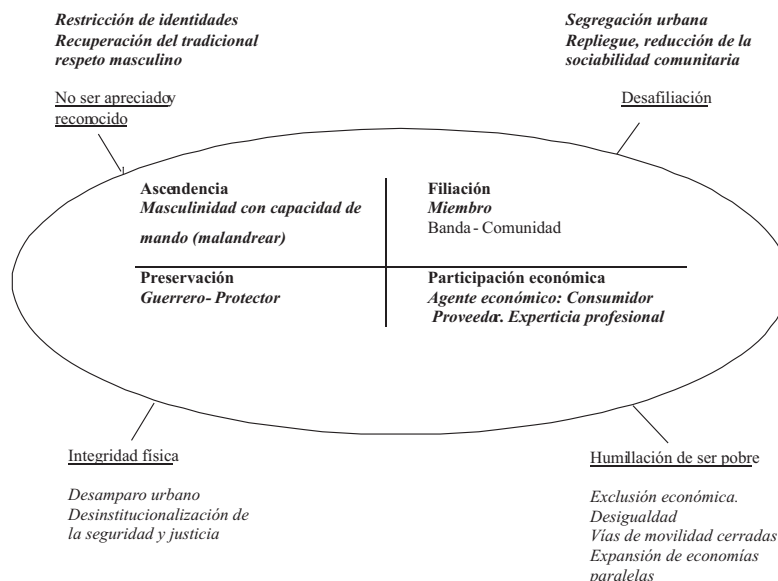 Restricción de identidades
Recuperación del tradicional
respeto masculino
No ser apreciado y
reconocido
Segregación urbana
Repliegue, reducción de la
sociabilidad comunitaria
Desafiliación
Ascendencia
Masculinidad con capacidad de
mando (malandrear)
Filiación
Miembro
Banda - Comunidad
Preservación
Guerrero- Protector
Participación económica
Agente económico: Consumidor
Proveedor. Experticia profesional
Integridad física
Desamparo urbano
Desinstitucionalización de
la seguridad y justicia
Humillación de ser pobre
Exclusión económica.
Desigualdad
Vías de movilidad cerradas
Expansión de economías
paralelas